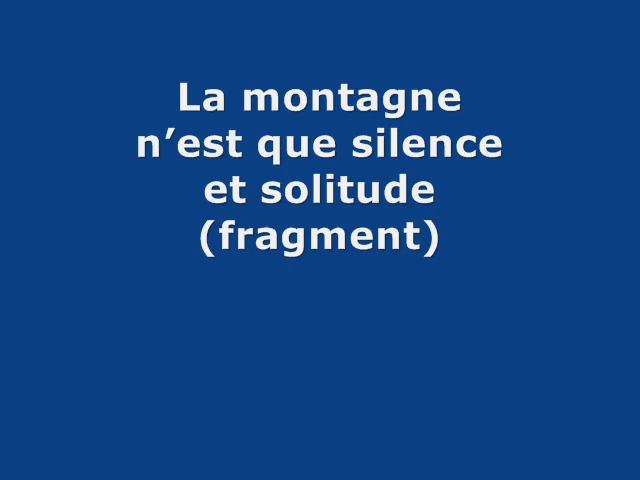 La montagne
n’est que silence
et solitude
(fragment)